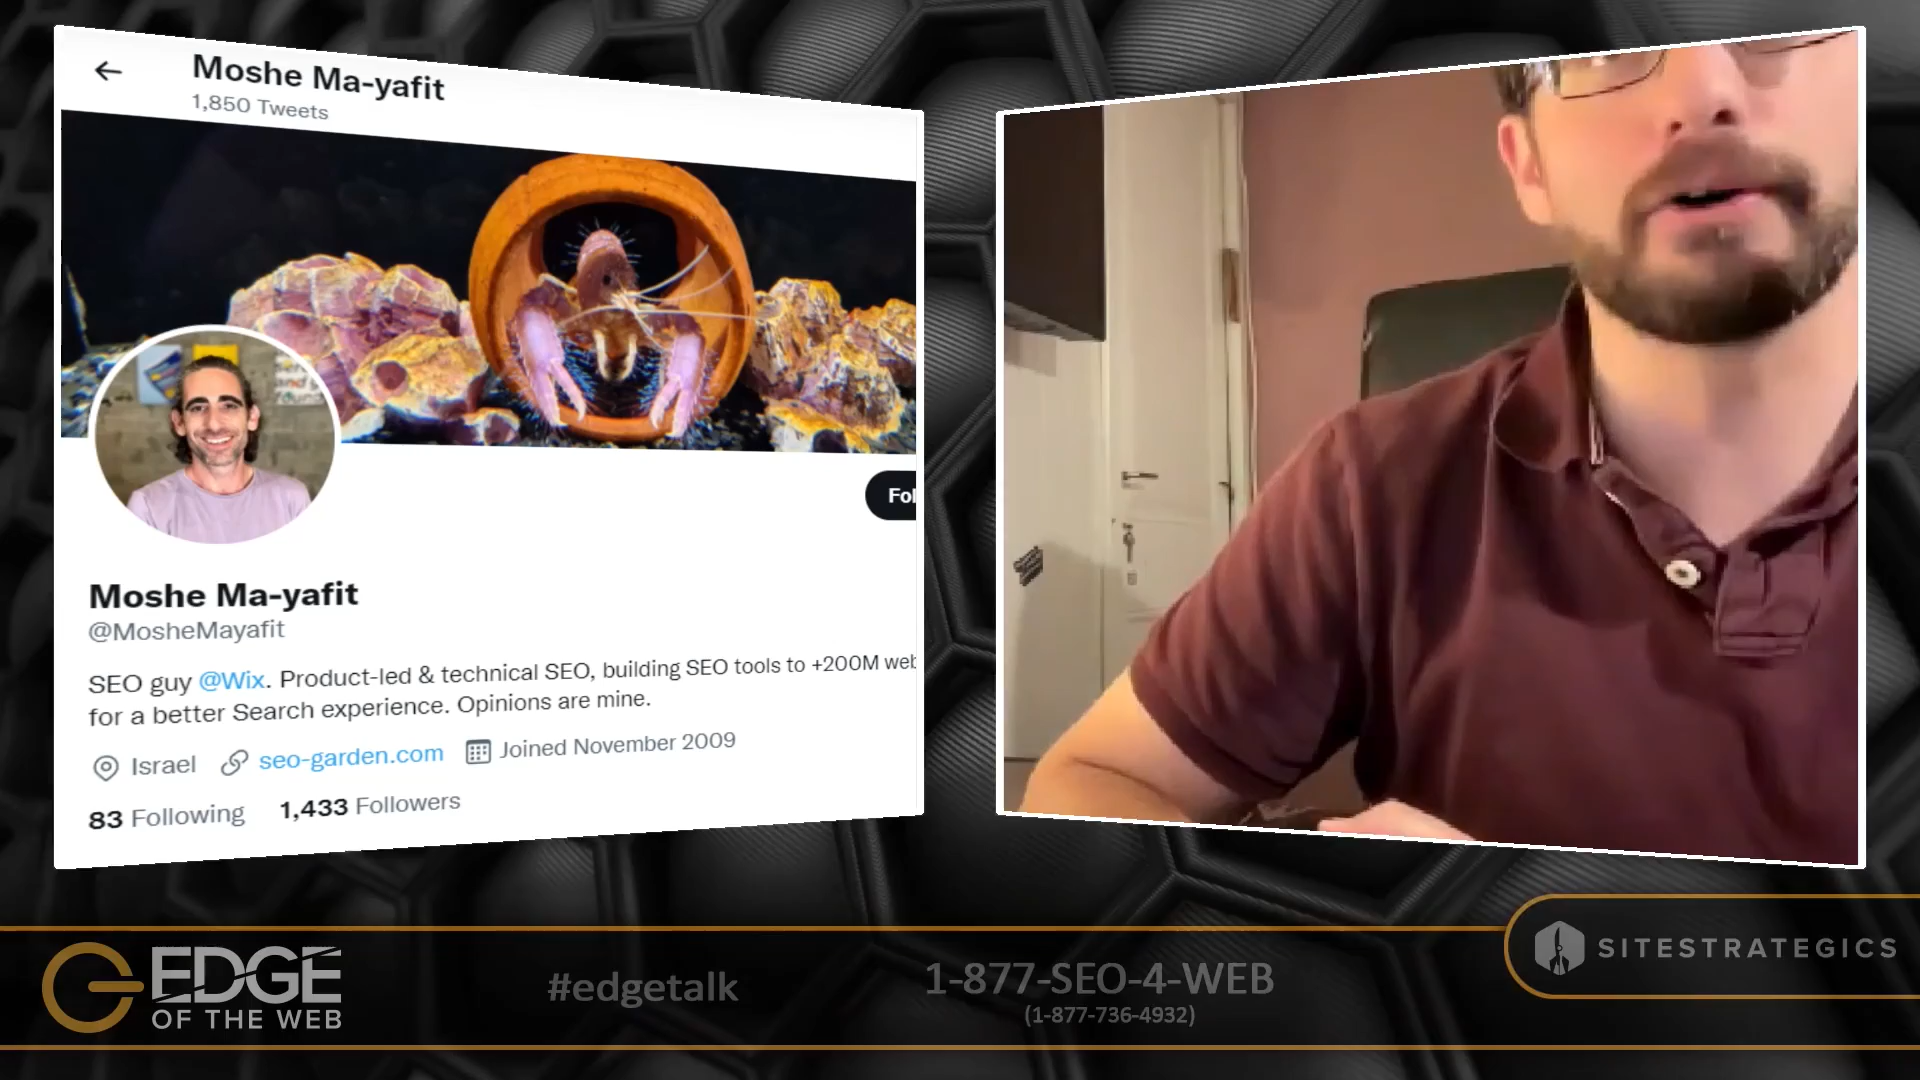 Moshe Ma-yafit
1,850 Tweets
Fol
Moshe Ma-yafit
@MosheMayafit
SEO guy @Wix. Product-led & technical SEO, building SEO tools to +200M web
for a better Search experience. Opinions are mine.
Israel seo-garden.com Joined November 2009
83 Following 1,433 Followers
EDGE
OF THE WEB
#edgetalk
1-877-SEO-4-WEB
(1-877-736-4932)
SITESTRATEGICS